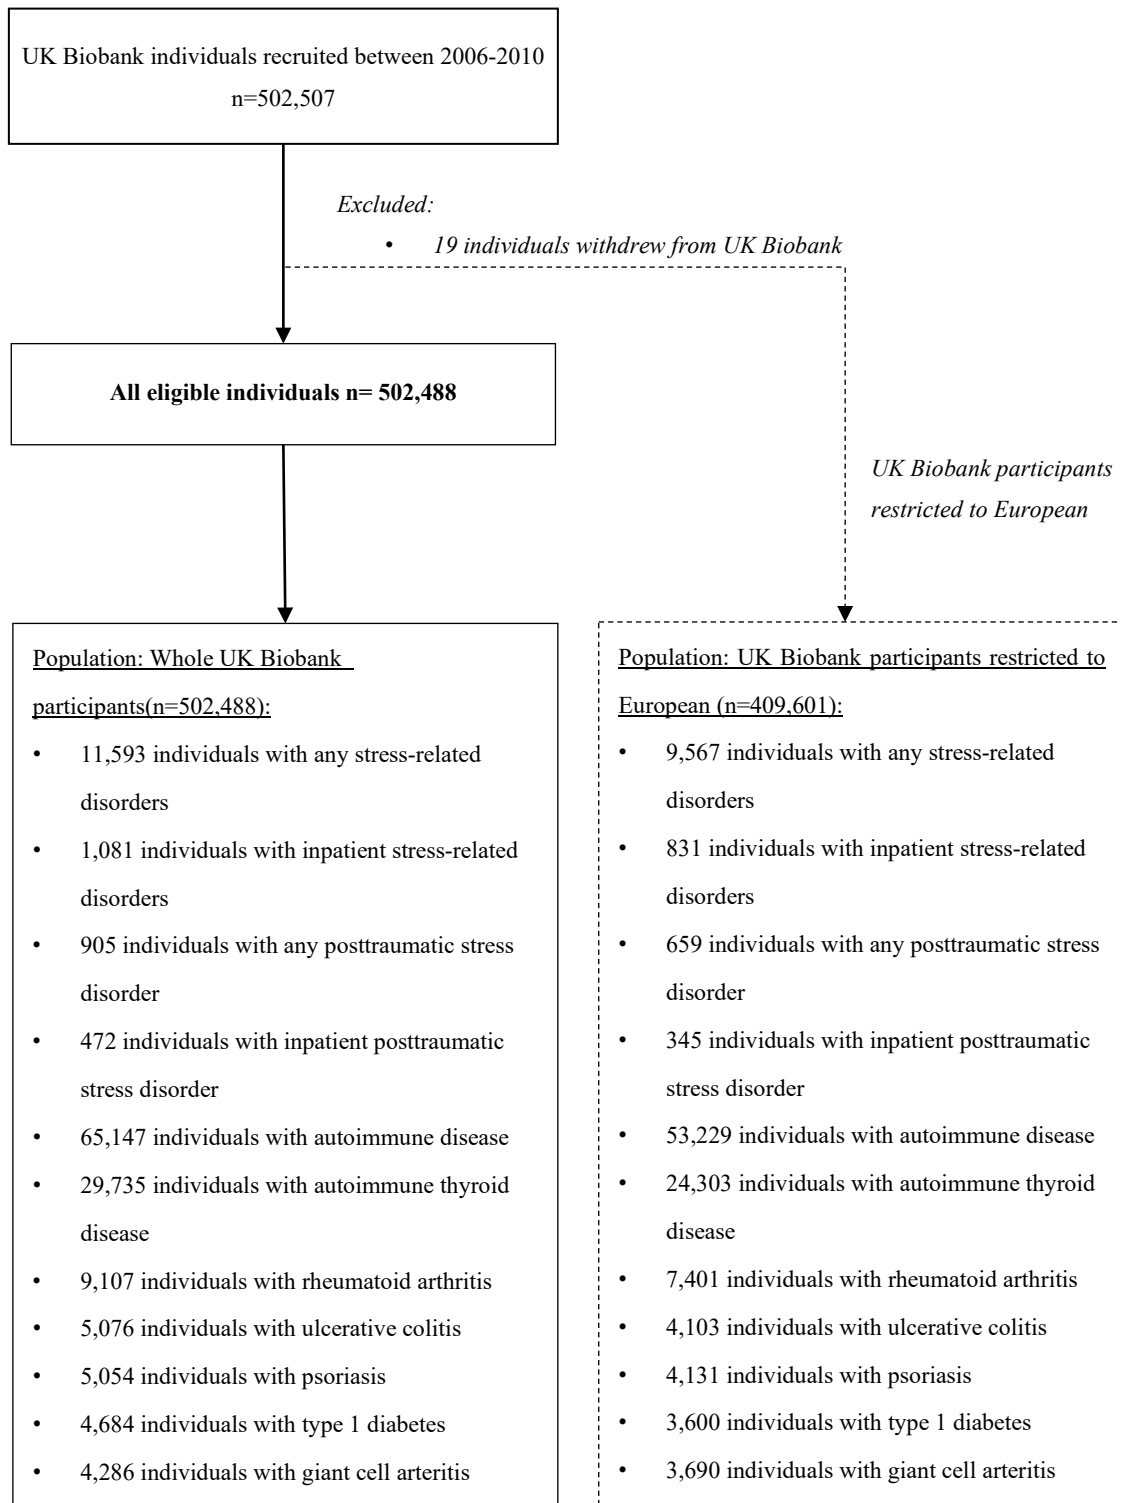 UK Biobank individuals recruited between 2006-2010
n=502,507
Excluded:
• 19 individuals withdrew from UK Biobank
All eligible individuals n= 502,488
UK Biobank participants
restricted to European
Population: Whole UK Biobank
participants(n=502,488):
• 11,593 individuals with any stress-related
disorders
• 1,081 individuals with inpatient stress-related
disorders
• 905 individuals with any posttraumatic stress
disorder
• 472 individuals with inpatient posttraumatic
stress disorder
• 65,147 individuals with autoimmune disease
• 29,735 individuals with autoimmune thyroid
disease
• 9,107 individuals with rheumatoid arthritis
• 5,076 individuals with ulcerative colitis
• 5,054 individuals with psoriasis
• 4,684 individuals with type 1 diabetes
• 4,286 individuals with giant cell arteritis
Population: UK Biobank participants restricted to
European (n=409,601):
• 9,567 individuals with any stress-related
disorders
• 831 individuals with inpatient stress-related
disorders
• 659 individuals with any posttraumatic stress
disorder
• 345 individuals with inpatient posttraumatic
stress disorder
• 53,229 individuals with autoimmune disease
• 24,303 individuals with autoimmune thyroid
disease
• 7,401 individuals with rheumatoid arthritis
• 4,103 individuals with ulcerative colitis
• 4,131 individuals with psoriasis
• 3,600 individuals with type 1 diabetes
• 3,690 individuals with giant cell arteritis